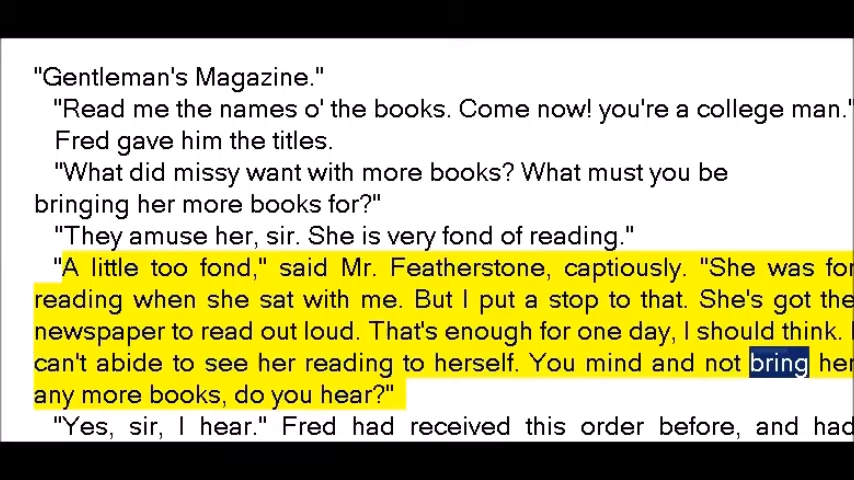 "Gentleman's Magazine."
"Read me the names o' the books. Come now! you're a college man."
Fred gave him the titles.
"What did missy want with more books? What must you be
bringing her more books for?"
"They amuse her, sir. She is very fond of reading."
"A little too fond," said Mr. Featherstone, captiously. "She was for
reading when she sat with me. But I put a stop to that. She's got the
newspaper to read out loud. That's enough for one day, I should think. I
can't abide to see her reading to herself. You mind and not bring her
any more books, do you hear?"
"Yes, sir, I hear." Fred had received this order before, and had